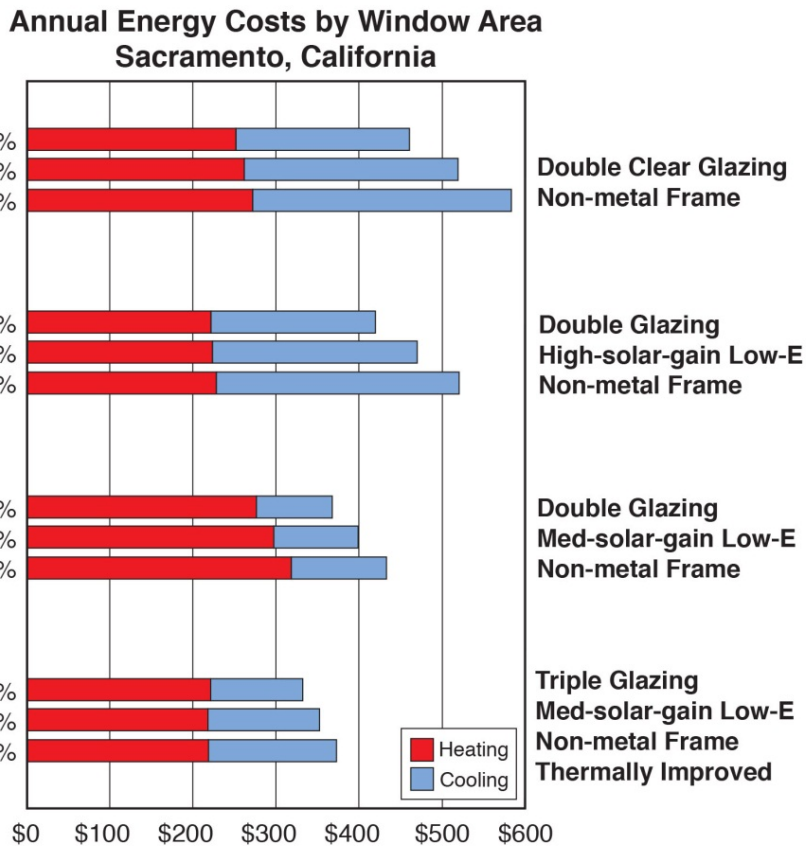 Annual Energy Costs by Window Area
Sacramento, California
%
%
%
Double Clear Glazing
Non-metal Frame
%
%
%
Double Glazing
High-solar-gain Low-E
Non-metal Frame
%
%
%
Double Glazing
Med-solar-gain Low-E
Non-metal Frame
%
%
%
Triple Glazing
Med-solar-gain Low-E
Non-metal Frame
Thermally Improved
Heating
Cooling
$0 $100 $200 $300 $400 $500 $600